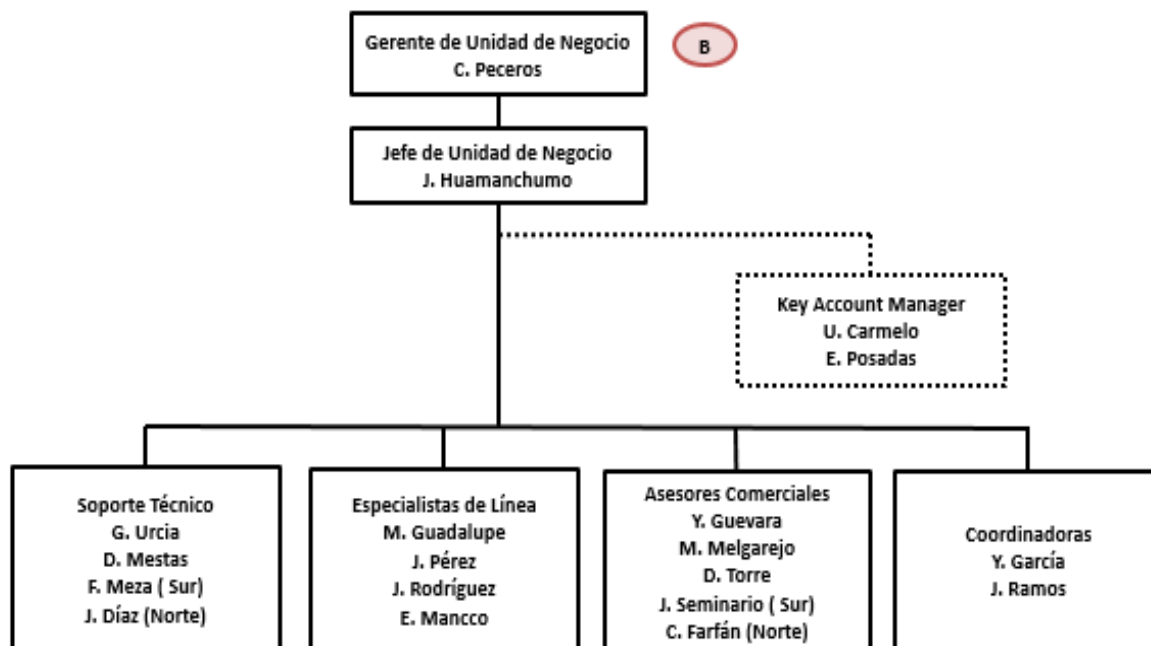 Gerente de Unidad de Negocio
C. Peceros
B
Jefe de Unidad de Negocio
J. Huamanchumo
Key Account Manager
U. Carmelo
E. Posadas
Soporte Técnico
G. Urcia
D. Mestas
F. Meza ( Sur)
J. Díaz (Norte)
Especialistas de Línea
M. Guadalupe
J. Pérez
J. Rodríguez
E. Mancco
Asesores Comerciales
Y. Guevara
M. Melgarejo
D. Torre
J. Seminario ( Sur)
C. Farfán (Norte)
Coordinadoras
Y. García
J. Ramos